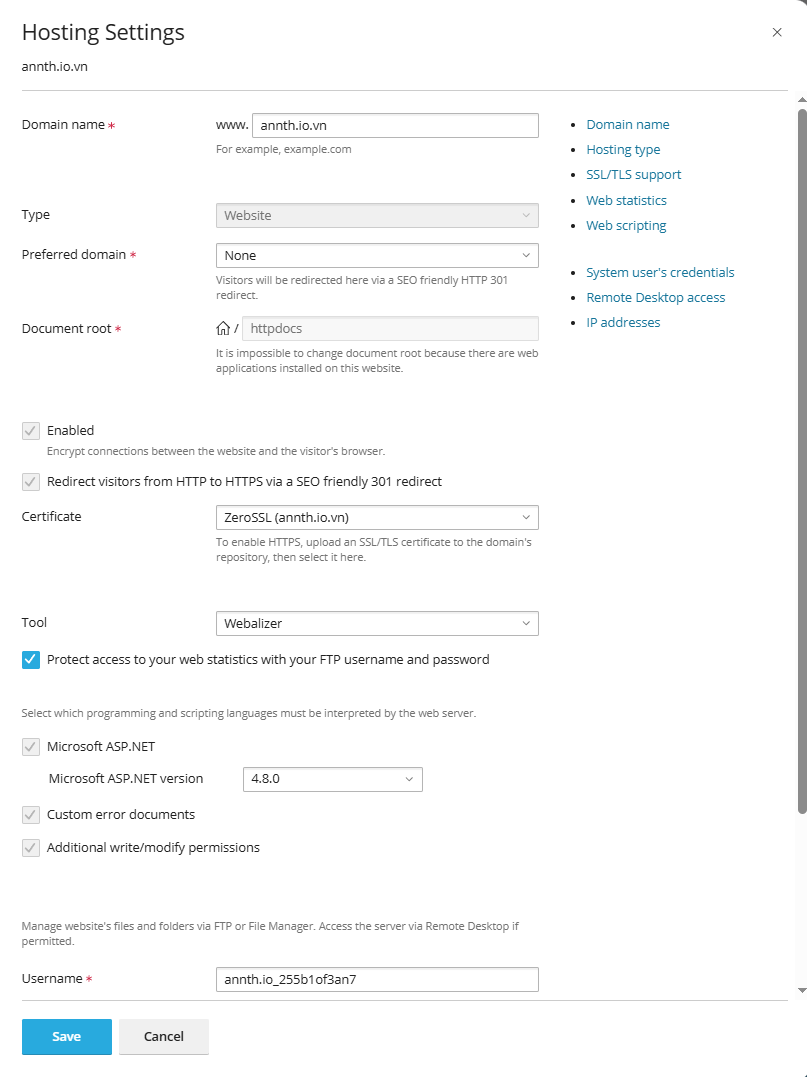 Hosting Settings
annth.io.vn
Domain name *
www. annth.io.vn
For example, example.com
Type
Website
Preferred domain *
None
Visitors will be redirected here via a SEO friendly HTTP 301
redirect.
Document root *
/ httpdocs
It is impossible to change document root because there are web
applications installed on this website.
Domain name
Hosting type
SSL/TLS support
Web statistics
Web scripting
System user's credentials
Remote Desktop access
IP addresses
Enabled
Encrypt connections between the website and the visitor's browser.
Redirect visitors from HTTP to HTTPS via a SEO friendly 301 redirect
Certificate
ZeroSSL (annth.io.vn)
To enable HTTPS, upload an SSL/TLS certificate to the domain's
repository, then select it here.
Tool
Webalizer
Protect access to your web statistics with your FTP username and password
Select which programming and scripting languages must be interpreted by the web server.
Microsoft ASP.NET
Microsoft ASP.NET version
4.8.0
Custom error documents
Additional write/modify permissions
Manage website's files and folders via FTP or File Manager. Access the server via Remote Desktop if
permitted.
Username *
annth.io_255b1of3an7
Save
Cancel